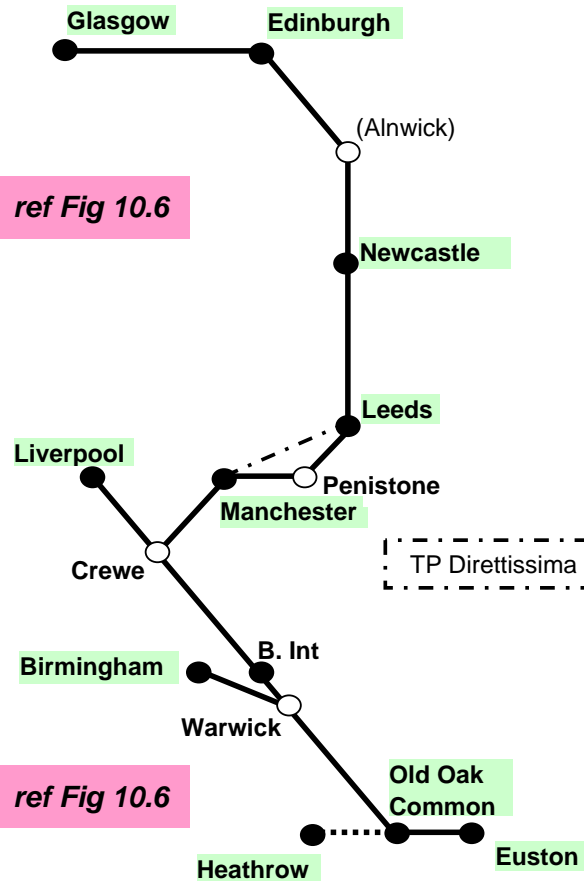 Glasgow
Edinburgh
(Alnwick)
ref Fig 10.6
Newcastle
Leeds
Liverpool
Penistone
Manchester
Crewe
TP Direttissima
B. Int
Birmingham
Warwick
Old Oak
Common
ref Fig 10.6
Euston
Heathrow